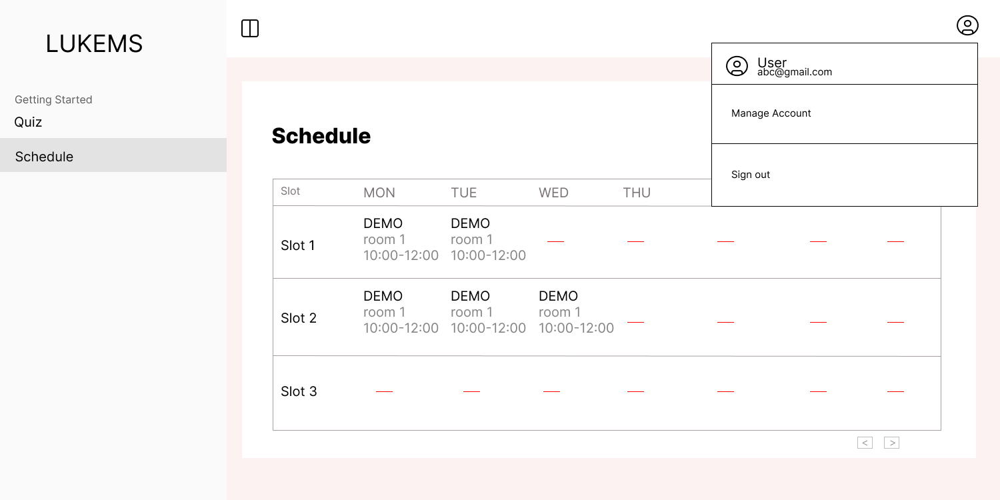 LUKEMS
Getting Started
Quiz
Schedule
User
abc@gmail.com
Manage Account
Sign out
Schedule
Slot MON TUE WED THU
Slot 1
DEMO DEMO
room 1 room 1
10:00-12:00 10:00-12:00
Slot 2
DEMO DEMO DEMO
room 1 room 1 room 1
10:00-12:00 10:00-12:00 10:00-12:00
Slot 3
< >